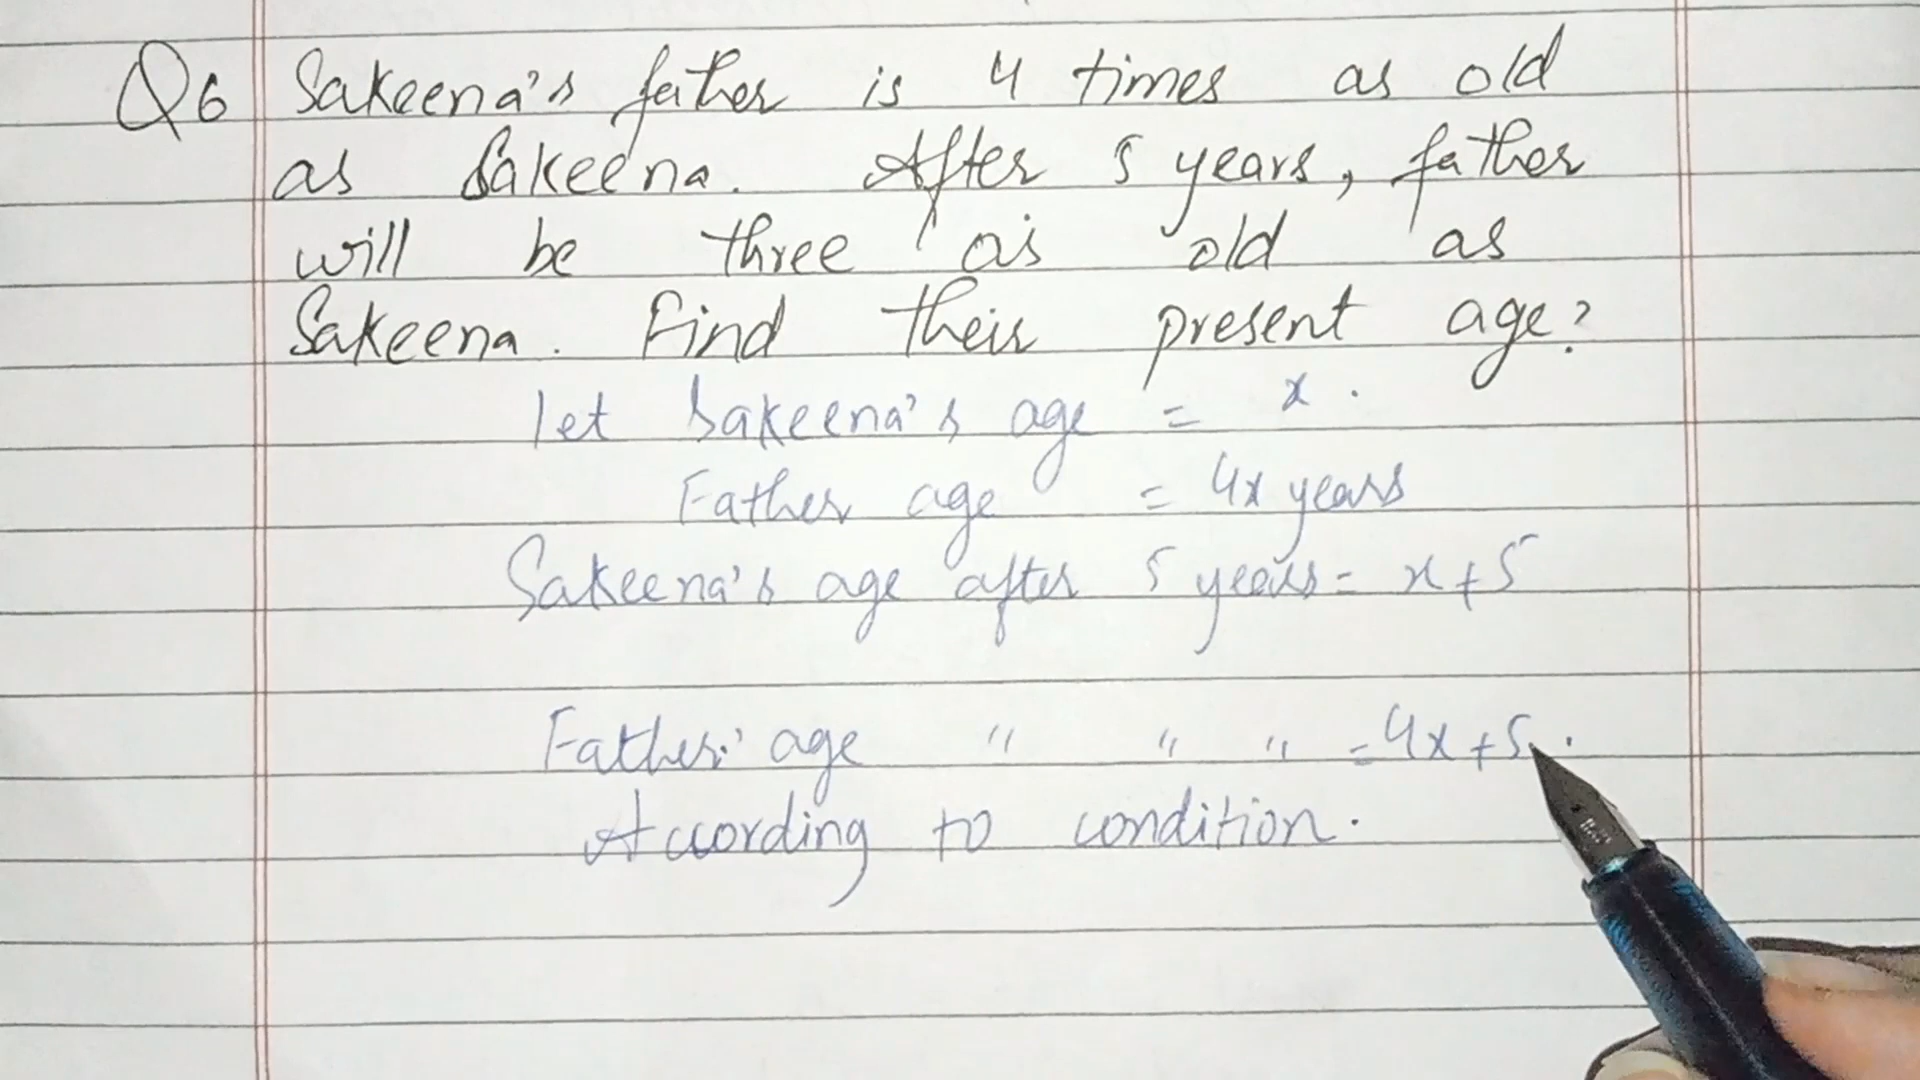 Q6 Sakeena's father is 4 times as old
as Sakeena. After 5 years, father
will be three as old as
Sakeena. Find their present age?
let Sakeena's age = x.
Father age = 4x years
Sakeena's age after 5 years = x+5
Father's age " " " = 4x+5.
According to condition.